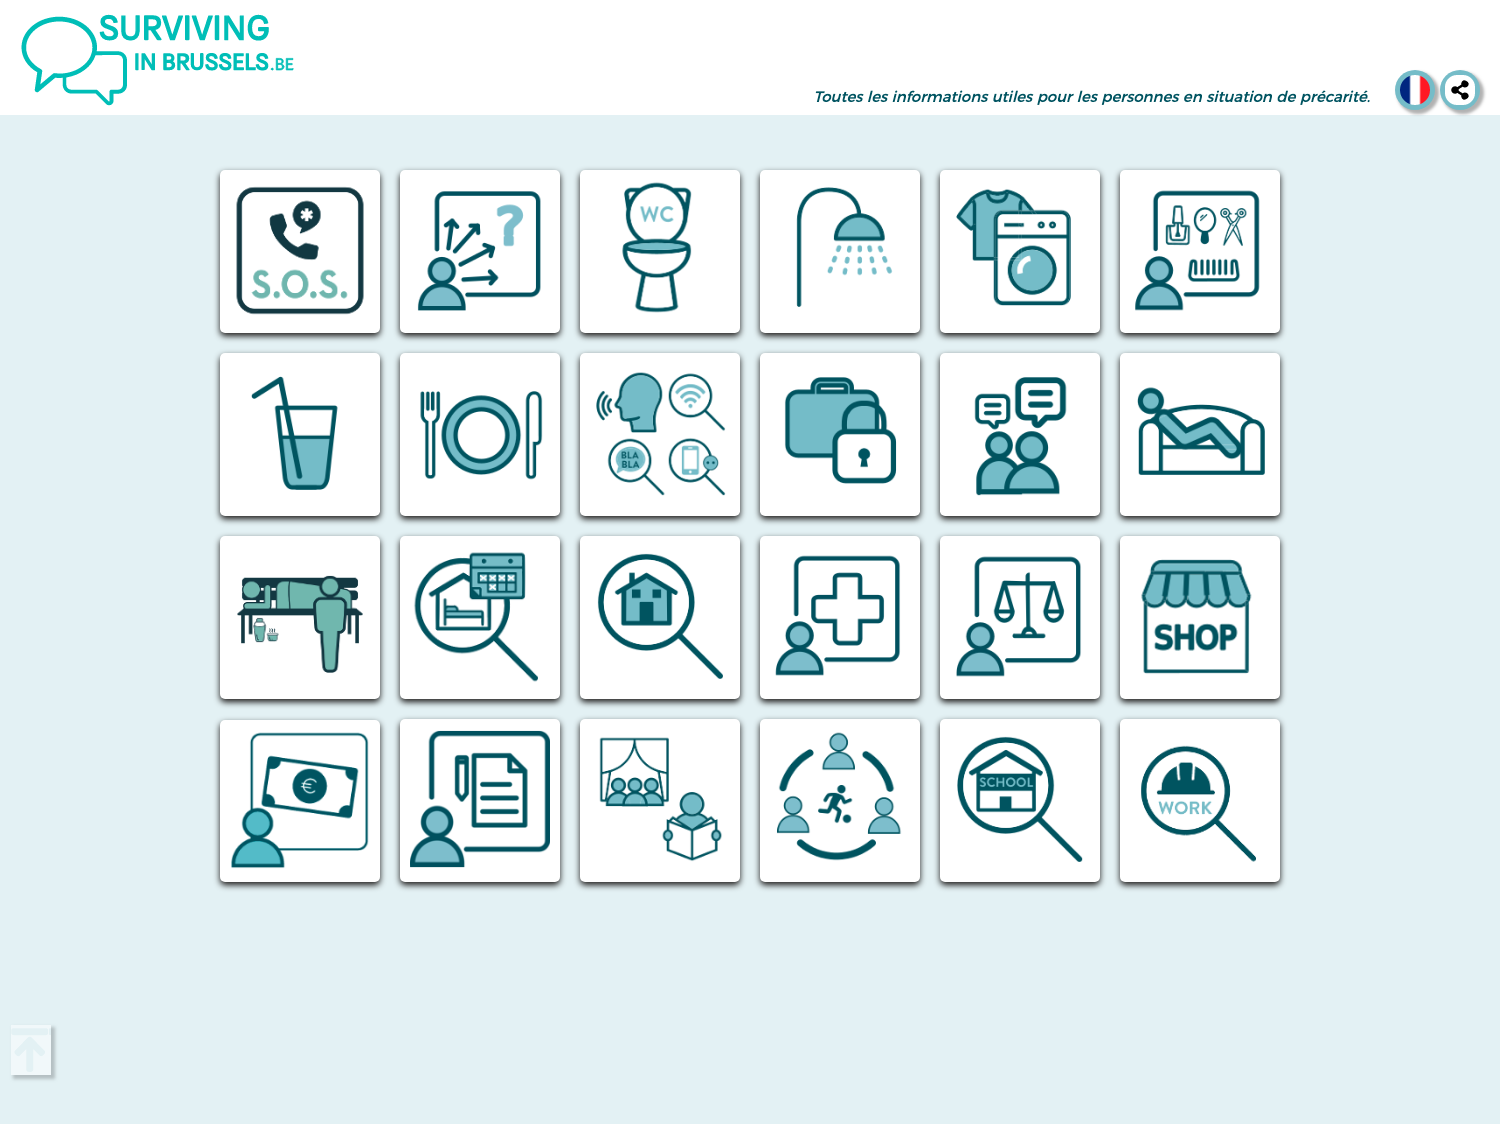 SURVIVING
IN BRUSSELS.BE
Toutes les informations utiles pour les personnes en situation de précarité.
S.O.S.
?
WC
BLA
BLA
SHOP
€
SCHOOL
WORK